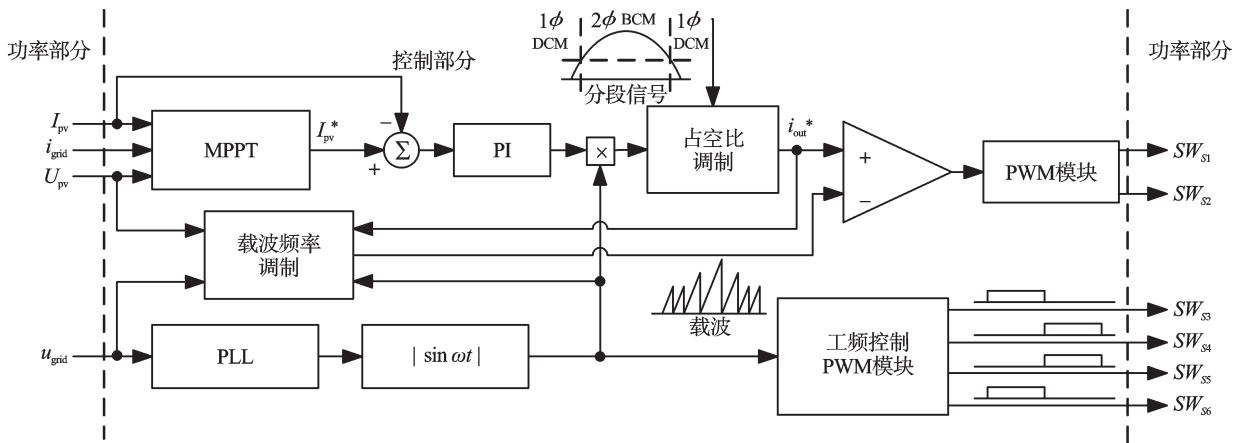 1ϕ 2ϕ BCM 1ϕ
DCM DCM
功率部分
控制部分
功率部分
分段信号
I_pv
i_grid
U_pv
MPPT
I_pv*
−
+
Σ
PI
×
占空比
调制
i_out*
+
−
PWM模块
SW_S1
SW_S2
载波频率
调制
载波
u_grid
PLL
| sin ωt |
工频控制
PWM模块
SW_S3
SW_S4
SW_S5
SW_S6